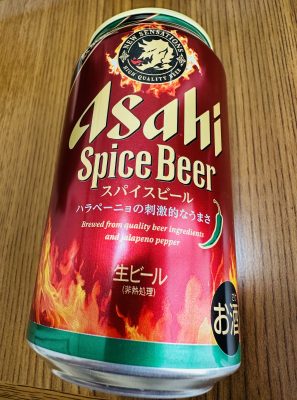 NEW SENSATIONS
HIGH QUALITY BEER
Asahi
Spice Beer
スパイスビール
ハラペーニョの刺激的なうまさ
Brewed from quality beer ingredients
and jalapeno pepper
生ビール
(非熱処理)
お酒